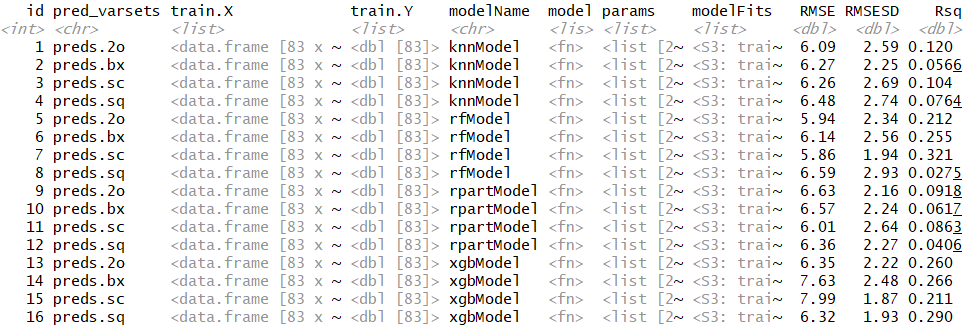 id pred_varsets train.X train.Y modelName model params modelFits RMSE RMSESD Rsq
<int> <chr> <list> <list> <chr> <lis> <list> <list> <dbl> <dbl> <dbl>
1 preds.2o <data.frame [83 x ~ <dbl [83]> knnModel <fn> <list [2~ <S3: trai~ 6.09 2.59 0.120
2 preds.bx <data.frame [83 x ~ <dbl [83]> knnModel <fn> <list [2~ <S3: trai~ 6.27 2.25 0.0566
3 preds.sc <data.frame [83 x ~ <dbl [83]> knnModel <fn> <list [2~ <S3: trai~ 6.26 2.69 0.104
4 preds.sq <data.frame [83 x ~ <dbl [83]> knnModel <fn> <list [2~ <S3: trai~ 6.48 2.74 0.0764
5 preds.2o <data.frame [83 x ~ <dbl [83]> rfModel <fn> <list [2~ <S3: trai~ 5.94 2.34 0.212
6 preds.bx <data.frame [83 x ~ <dbl [83]> rfModel <fn> <list [2~ <S3: trai~ 6.14 2.56 0.255
7 preds.sc <data.frame [83 x ~ <dbl [83]> rfModel <fn> <list [2~ <S3: trai~ 5.86 1.94 0.321
8 preds.sq <data.frame [83 x ~ <dbl [83]> rfModel <fn> <list [2~ <S3: trai~ 6.59 2.93 0.0275
9 preds.2o <data.frame [83 x ~ <dbl [83]> rpartModel <fn> <list [2~ <S3: trai~ 6.63 2.16 0.0918
10 preds.bx <data.frame [83 x ~ <dbl [83]> rpartModel <fn> <list [2~ <S3: trai~ 6.57 2.24 0.0617
11 preds.sc <data.frame [83 x ~ <dbl [83]> rpartModel <fn> <list [2~ <S3: trai~ 6.01 2.64 0.0863
12 preds.sq <data.frame [83 x ~ <dbl [83]> rpartModel <fn> <list [2~ <S3: trai~ 6.36 2.27 0.0406
13 preds.2o <data.frame [83 x ~ <dbl [83]> xgbModel <fn> <list [2~ <S3: trai~ 6.35 2.22 0.260
14 preds.bx <data.frame [83 x ~ <dbl [83]> xgbModel <fn> <list [2~ <S3: trai~ 7.63 2.48 0.266
15 preds.sc <data.frame [83 x ~ <dbl [83]> xgbModel <fn> <list [2~ <S3: trai~ 7.99 1.87 0.211
16 preds.sq <data.frame [83 x ~ <dbl [83]> xgbModel <fn> <list [2~ <S3: trai~ 6.32 1.93 0.290